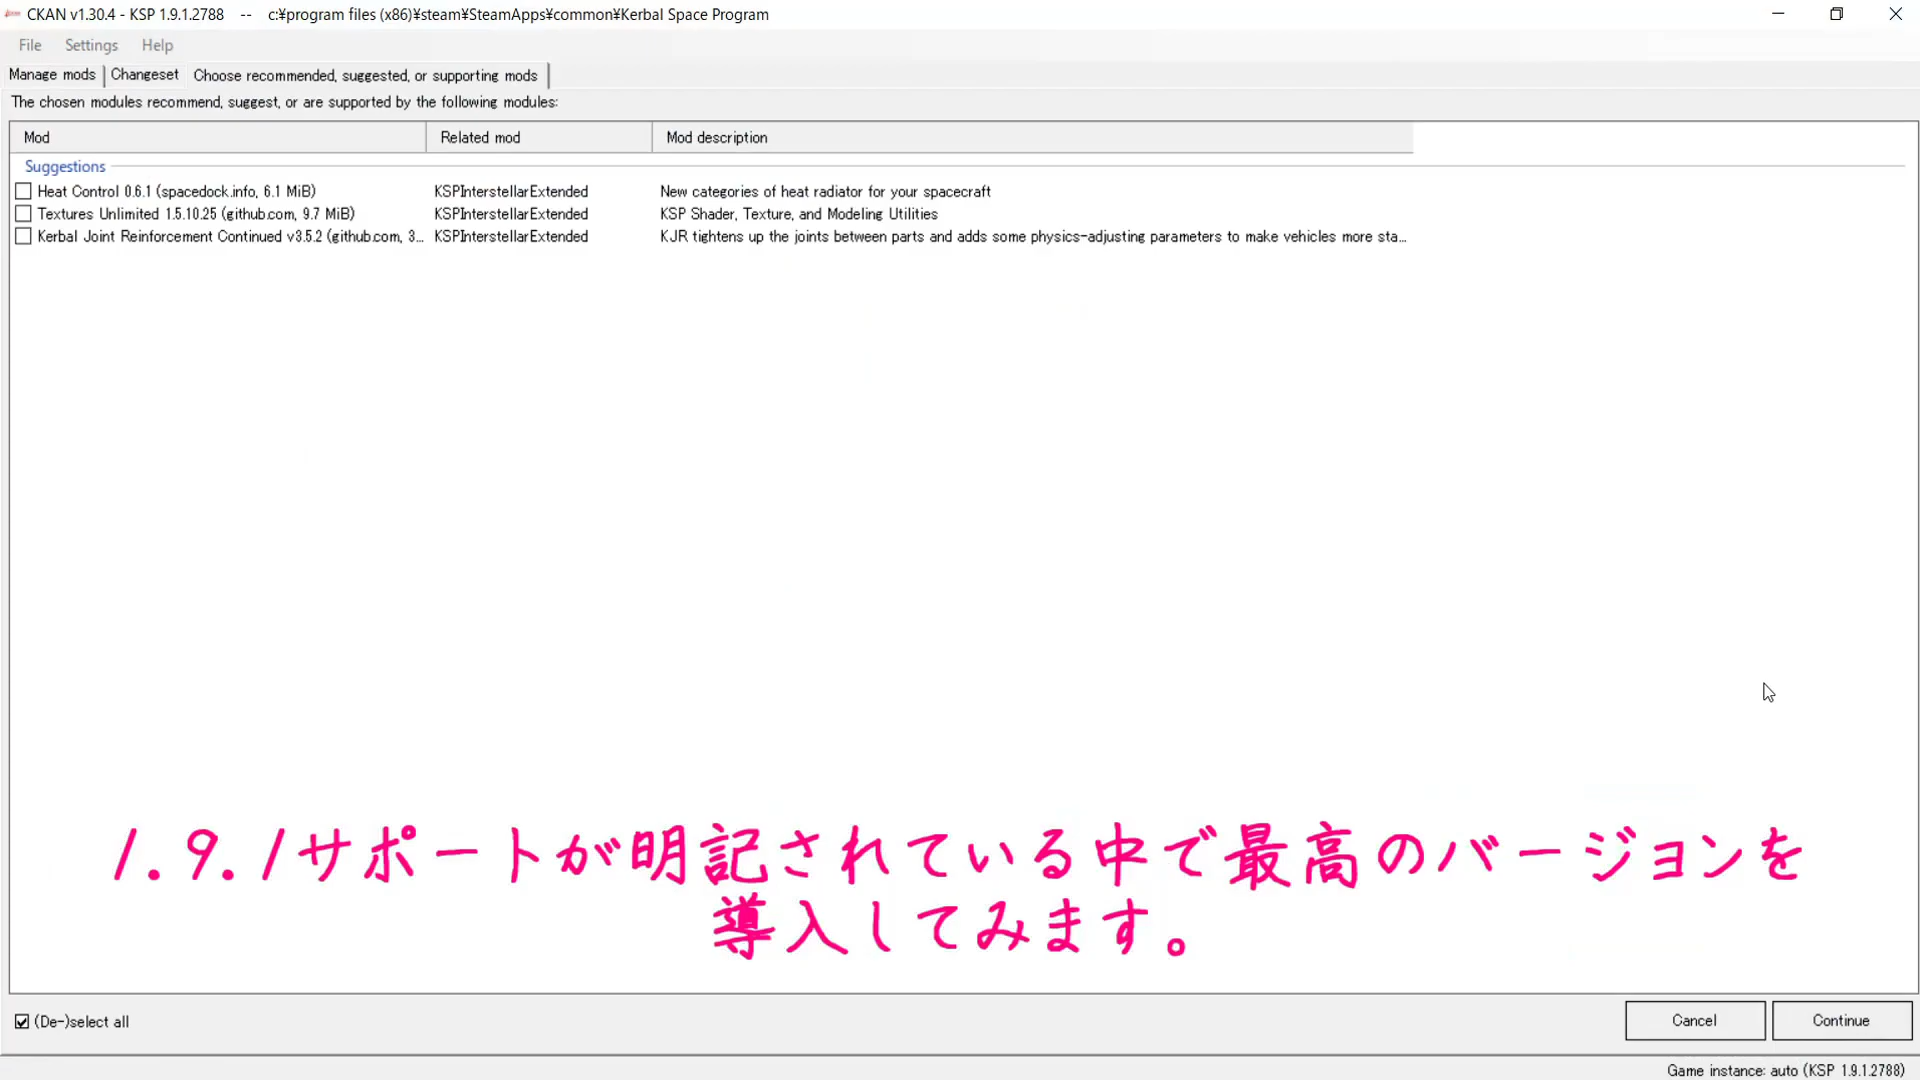 CKAN v1.30.4 - KSP 1.9.1.2788 -- c:¥program files (x86)¥steam¥SteamApps¥common¥Kerbal Space Program
File Settings Help
Manage mods Changeset Choose recommended, suggested, or supporting mods
The chosen modules recommend, suggest, or are supported by the following modules:
Mod Related mod Mod description
Suggestions
Heat Control 0.6.1 (spacedock.info, 6.1 MiB) KSPInterstellarExtended New categories of heat radiator for your spacecraft
Textures Unlimited 1.5.10.25 (github.com, 9.7 MiB) KSPInterstellarExtended KSP Shader, Texture, and Modeling Utilities
Kerbal Joint Reinforcement Continued v3.5.2 (github.com, 3... KSPInterstellarExtended KJR tightens up the joints between parts and adds some physics-adjusting parameters to make vehicles more sta...
1.9.1サポートが明記されている中で最高のバージョンを
導入してみます。
(De-)select all Cancel Continue
Game instance: auto (KSP 1.9.1.2788)